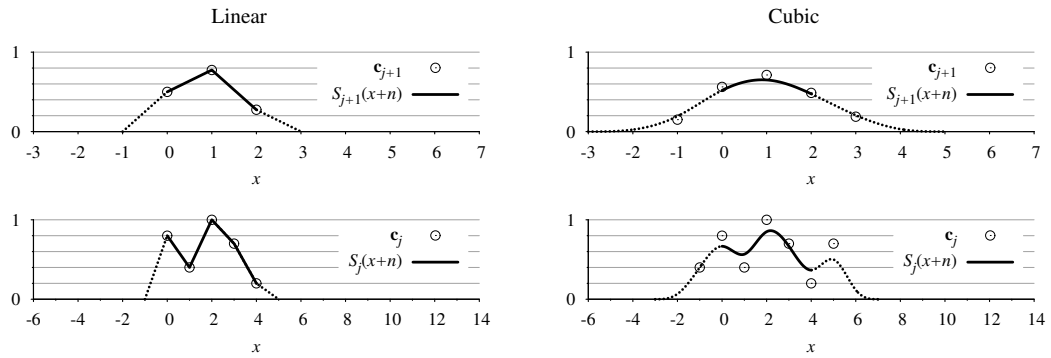 Linear
1
0
c_{j+1}
S_{j+1}(x+n)
-3 -2 -1 0 1 2 3 4 5 6 7
x
1
0
c_j
S_j(x+n)
-6 -4 -2 0 2 4 6 8 10 12 14
x
Cubic
1
0
c_{j+1}
S_{j+1}(x+n)
-3 -2 -1 0 1 2 3 4 5 6 7
x
1
0
c_j
S_j(x+n)
-6 -4 -2 0 2 4 6 8 10 12 14
x